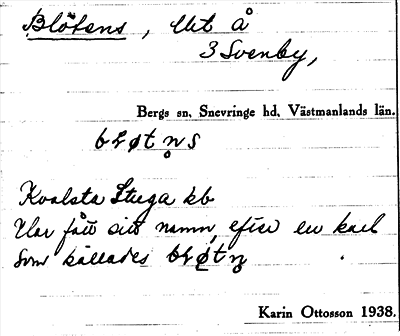 Blötens, Ut å
3 Svenby,
Bergs sn, Snevringe hd, Västmanlands län.
Kvalsta Stuga kb
Har fått sitt namn, efter en karl
som kallades
Karin Ottosson 1938.